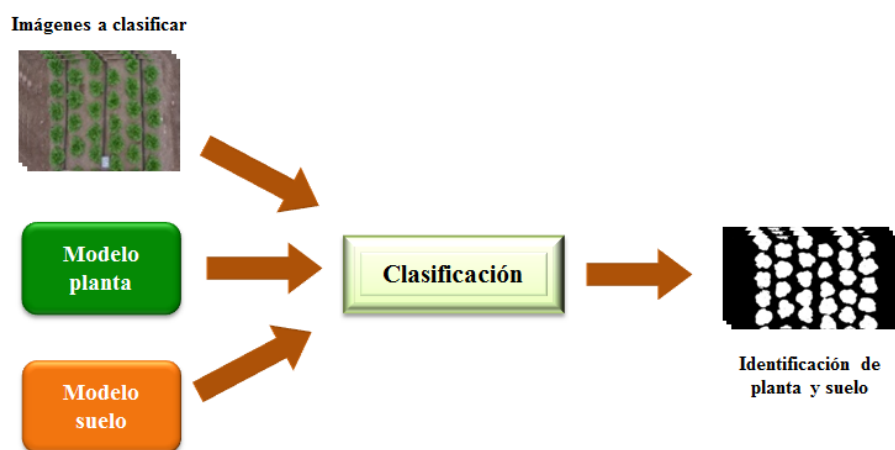 Imágenes a clasificar
Modelo
planta
Clasificación
Modelo
suelo
Identificación de
planta y suelo